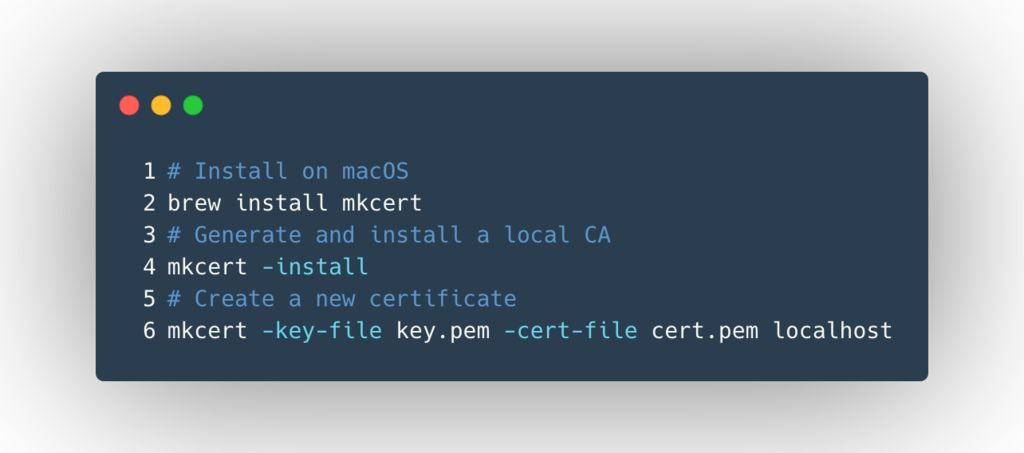 1 # Install on macOS
2 brew install mkcert
3 # Generate and install a local CA
4 mkcert -install
5 # Create a new certificate
6 mkcert -key-file key.pem -cert-file cert.pem localhost